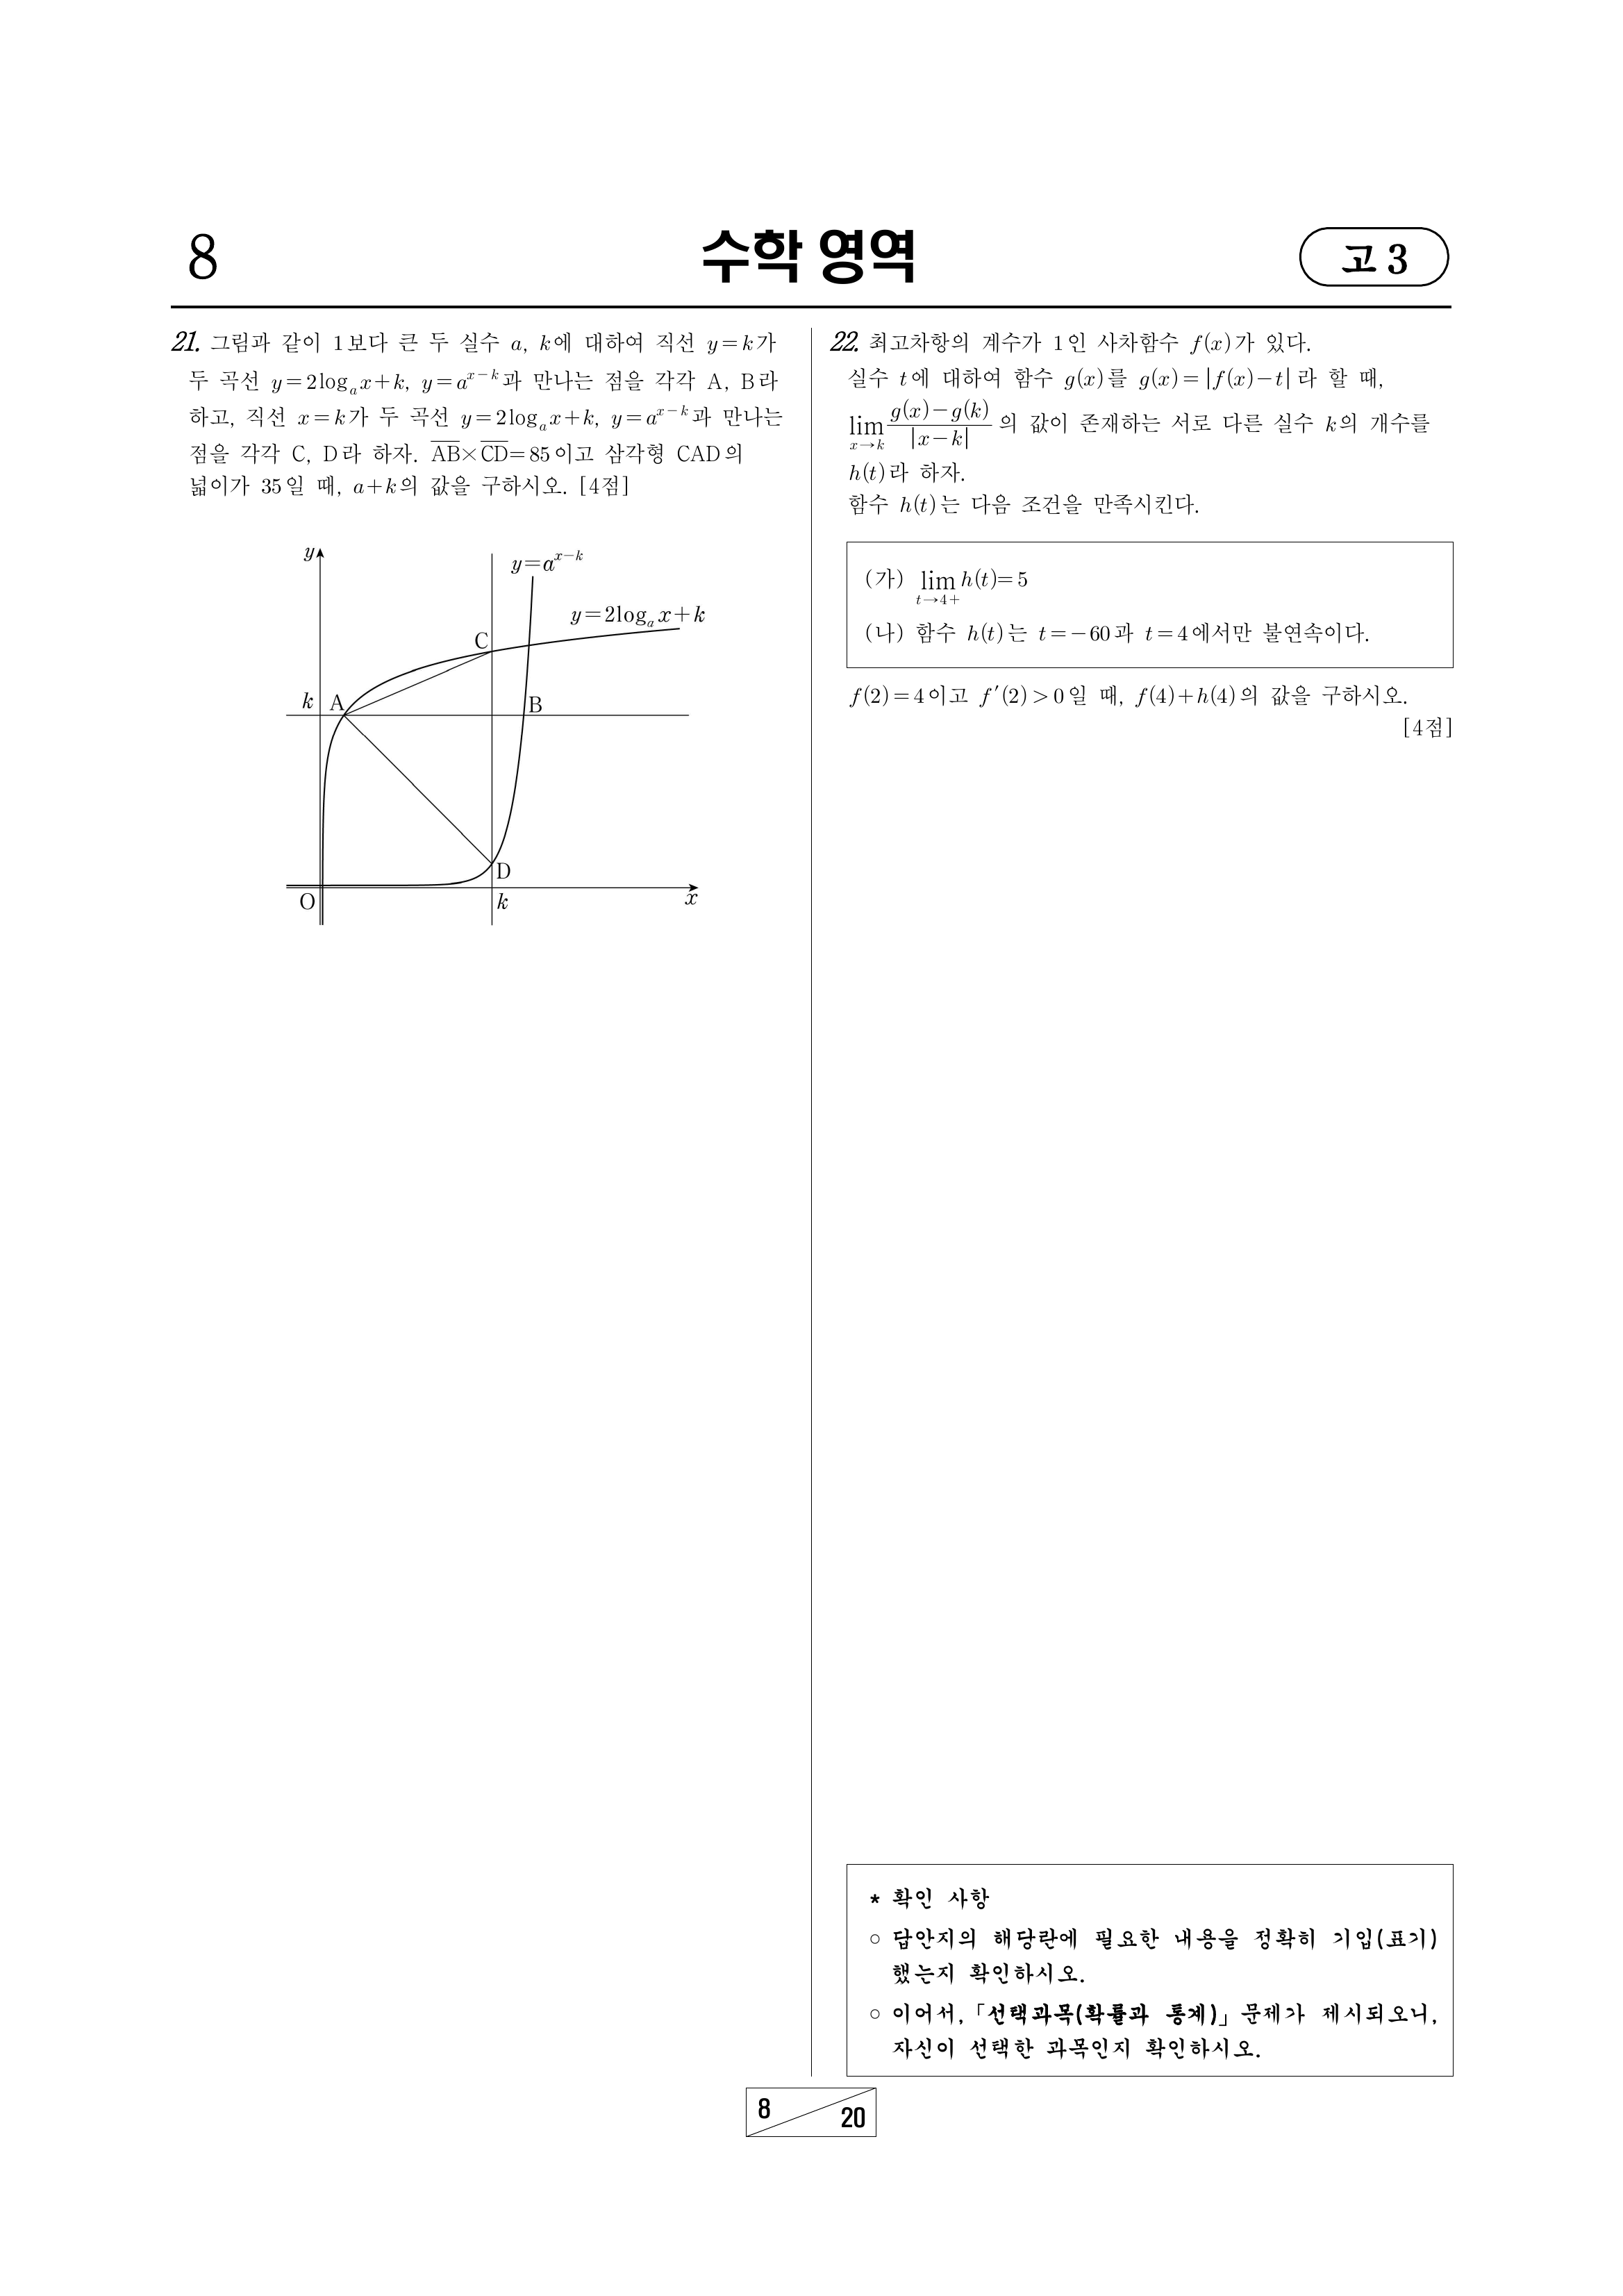 8
수학 영역
고 3
21. 그림과 같이 1보다 큰 두 실수 a, k에 대하여 직선 y=k가
두 곡선 y=2logₐx+k, y=a^{x-k}과 만나는 점을 각각 A, B라
하고, 직선 x=k가 두 곡선 y=2logₐx+k, y=a^{x-k}과 만나는
점을 각각 C, D라 하자. \overline{AB}×\overline{CD}=85이고 삼각형 CAD의
넓이가 35일 때, a+k의 값을 구하시오. [4점]
y
y=a^{x-k}
y=2logₐx+k
C
k
A
B
D
O
k
x
22. 최고차항의 계수가 1인 사차함수 f(x)가 있다.
실수 t에 대하여 함수 g(x)를 g(x)=|f(x)-t|라 할 때,
\lim_{x→k} \frac{g(x)-g(k)}{|x-k|}의 값이 존재하는 서로 다른 실수 k의 개수를
h(t)라 하자.
함수 h(t)는 다음 조건을 만족시킨다.
(가) \lim_{t→4+} h(t)=5
(나) 함수 h(t)는 t=-60과 t=4에서만 불연속이다.
f(2)=4이고 f′(2)>0일 때, f(4)+h(4)의 값을 구하시오.
[4점]
* 확인 사항
○ 답안지의 해당란에 필요한 내용을 정확히 기입(표기)
했는지 확인하시오.
○ 이어서, 「선택과목(확률과 통계)」 문제가 제시되오니,
자신이 선택한 과목인지 확인하시오.
8
20